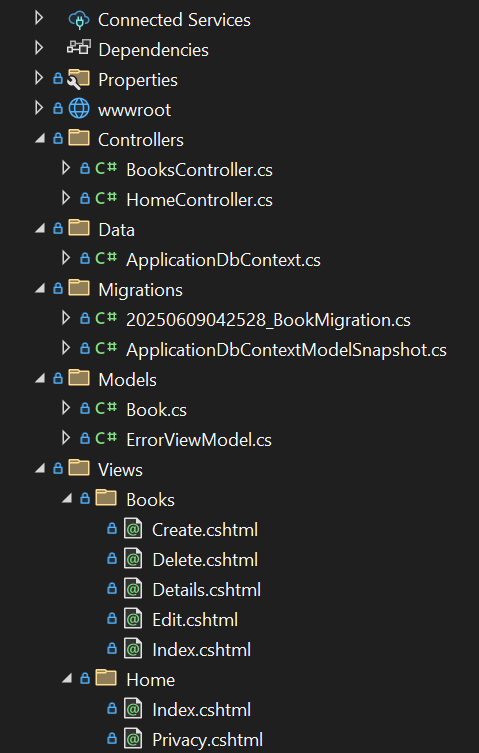 Connected Services
Dependencies
Properties
wwwroot
Controllers
C# BooksController.cs
C# HomeController.cs
Data
C# ApplicationDbContext.cs
Migrations
C# 20250609042528_BookMigration.cs
C# ApplicationDbContextModelSnapshot.cs
Models
C# Book.cs
C# ErrorViewModel.cs
Views
Books
@ Create.cshtml
@ Delete.cshtml
@ Details.cshtml
@ Edit.cshtml
@ Index.cshtml
Home
@ Index.cshtml
@ Privacy.cshtml